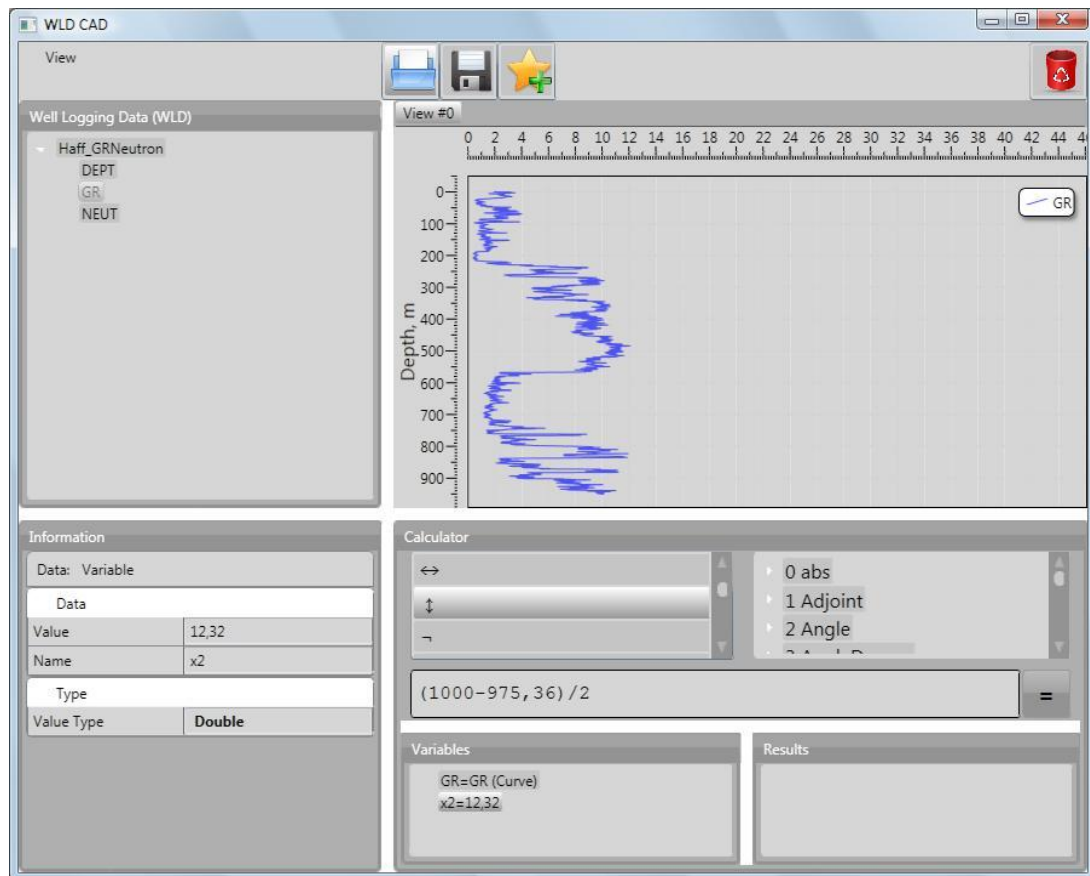 WLD CAD
View
Well Logging Data (WLD)
Haff_GRNeutron
DEPT
GR
NEUT
View #0
0 2 4 6 8 10 12 14 16 18 20 22 24 26 28 30 32 34 36 38 40 42 44
GR
Depth, m
0
100
200
300
400
500
600
700
800
900
Information
Data: Variable
Data
Value 12,32
Name x2
Type
Value Type Double
Calculator
↔
↕
¬
0 abs
1 Adjoint
2 Angle
(1000-975,36)/2 =
Variables
GR=GR (Curve)
x2=12,32
Results